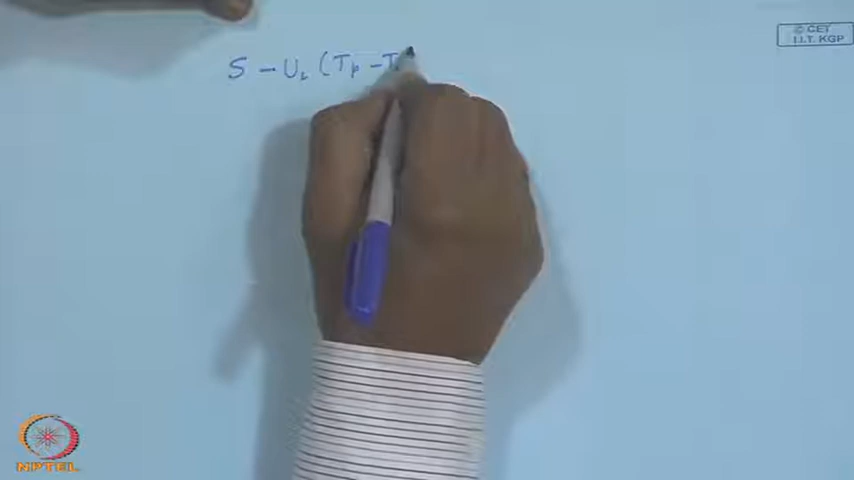 © CET
I.I.T. KGP
S - U_L (T_p - T
NPTEL